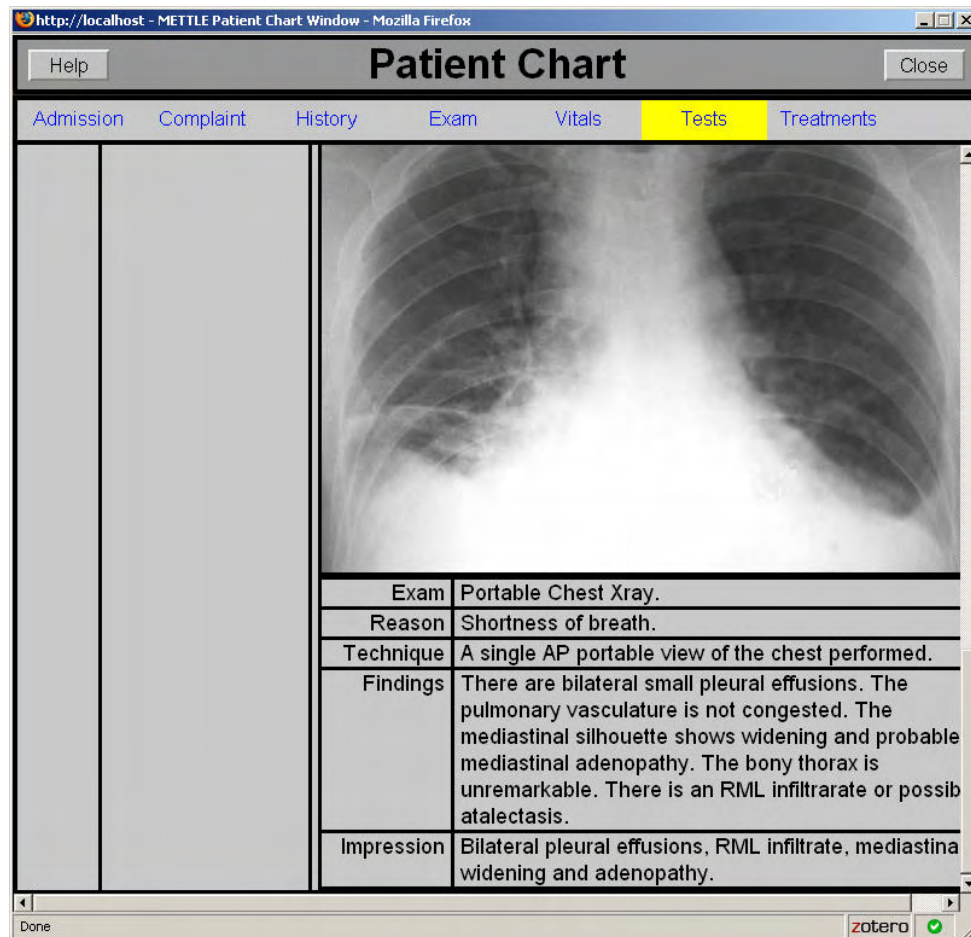 http://localhost - METTLE Patient Chart Window - Mozilla Firefox
Help
Patient Chart
Close
Admission Complaint History Exam Vitals Tests Treatments
Exam Portable Chest Xray.
Reason Shortness of breath.
Technique A single AP portable view of the chest performed.
Findings There are bilateral small pleural effusions. The
pulmonary vasculature is not congested. The
mediastinal silhouette shows widening and probable
mediastinal adenopathy. The bony thorax is
unremarkable. There is an RML infiltrarate or possib
atalectasis.
Impression Bilateral pleural effusions, RML infiltrate, mediastina
widening and adenopathy.
Done
zotero